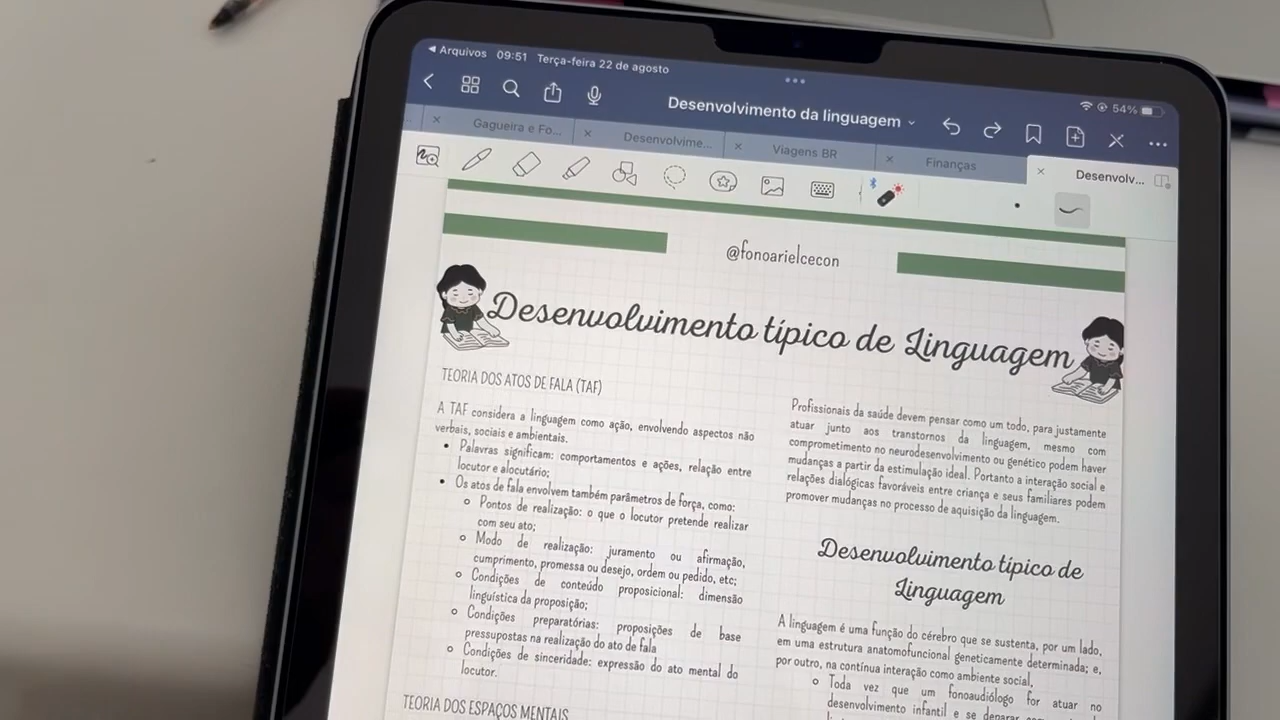 Arquivos 09:51 Terça-feira 22 de agosto
54%
Desenvolvimento da linguagem
Gagueira e Fo...
Desenvolvime...
Viagens BR
Finanças
Desenvolv...
@fonoarielcecon
Desenvolvimento típico de Linguagem
TEORIA DOS ATOS DE FALA (TAF)
A TAF considera a linguagem como ação, envolvendo aspectos não
verbais, sociais e ambientais.
Palavras significam: comportamentos e ações, relação entre
locutor e alocutário;
Os atos de fala envolvem também parâmetros de força, como:
Pontos de realização: o que o locutor pretende realizar
com seu ato;
Modo de realização: juramento ou afirmação,
cumprimento, promessa ou desejo, ordem ou pedido, etc;
Condições de conteúdo proposicional: dimensão
linguística da proposição;
Condições preparatórias: proposições de base
pressupostas na realização do ato de fala
Condições de sinceridade: expressão do ato mental do
locutor.
TEORIA DOS ESPAÇOS MENTAIS
Profissionais da saúde devem pensar como um todo, para justamente
atuar junto aos transtornos da linguagem, mesmo com
comprometimento no neurodesenvolvimento ou genético podem haver
mudanças a partir da estimulação ideal. Portanto a interação social e
relações dialógicas favoráveis entre criança e seus familiares podem
promover mudanças no processo de aquisição da linguagem.
Desenvolvimento típico de
Linguagem
A linguagem é uma função do cérebro que se sustenta, por um lado,
em uma estrutura anatomofuncional geneticamente determinada; e,
por outro, na contínua interação como ambiente social,
Toda vez que um fonoaudiólogo for atuar no
desenvolvimento infantil e se deparar